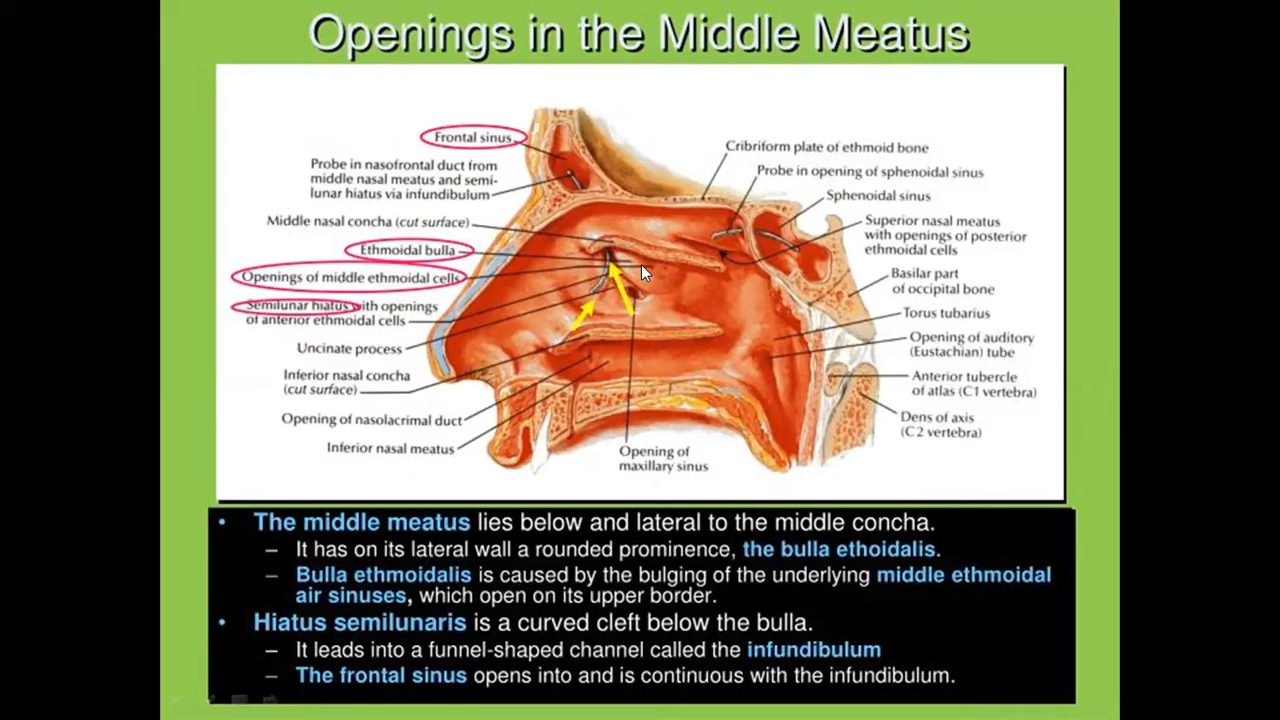 Openings in the Middle Meatus
Frontal sinus
Probe in nasofrontal duct from
middle nasal meatus and semi-
lunar hiatus via infundibulum
Middle nasal concha (cut surface)
Ethmoidal bulla
Openings of middle ethmoidal cells
Semilunar hiatus with openings
of anterior ethmoidal cells
Uncinate process
Inferior nasal concha
(cut surface)
Opening of nasolacrimal duct
Inferior nasal meatus
Opening of
maxillary sinus
Cribriform plate of ethmoid bone
Probe in opening of sphenoidal sinus
Sphenoidal sinus
Superior nasal meatus
with openings of posterior
ethmoidal cells
Basilar part
of occipital bone
Torus tubarius
Opening of auditory
(Eustachian) tube
Anterior tubercle
of atlas (C1 vertebra)
Dens of axis
(C2 vertebra)
• The middle meatus lies below and lateral to the middle concha.
– It has on its lateral wall a rounded prominence, the bulla ethoidalis.
– Bulla ethmoidalis is caused by the bulging of the underlying middle ethmoidal
air sinuses, which open on its upper border.
• Hiatus semilunaris is a curved cleft below the bulla.
– It leads into a funnel-shaped channel called the infundibulum
– The frontal sinus opens into and is continuous with the infundibulum.